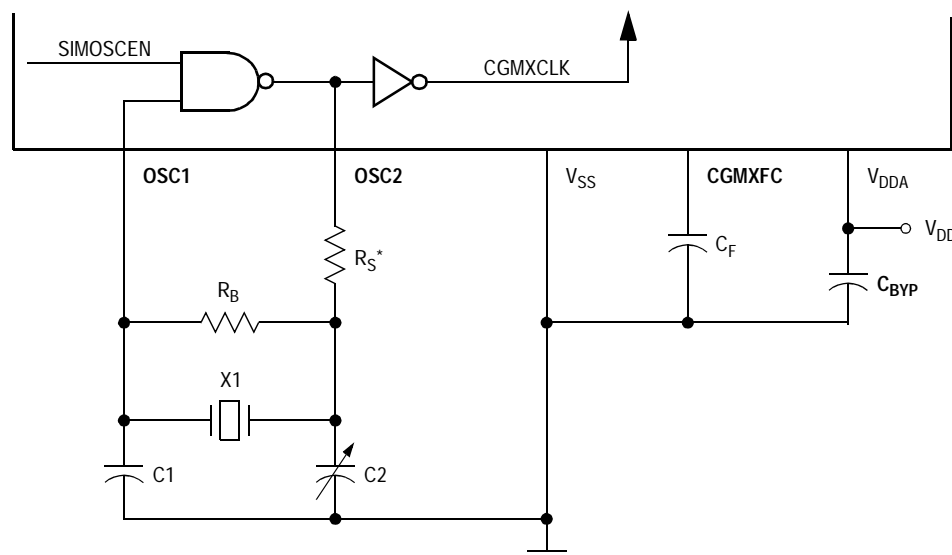 SIMOSCEN
CGMXCLK
OSC1 OSC2 VSS CGMXFC VDDA
VDD
RS*
CF
CBYP
RB
X1
C1 C2